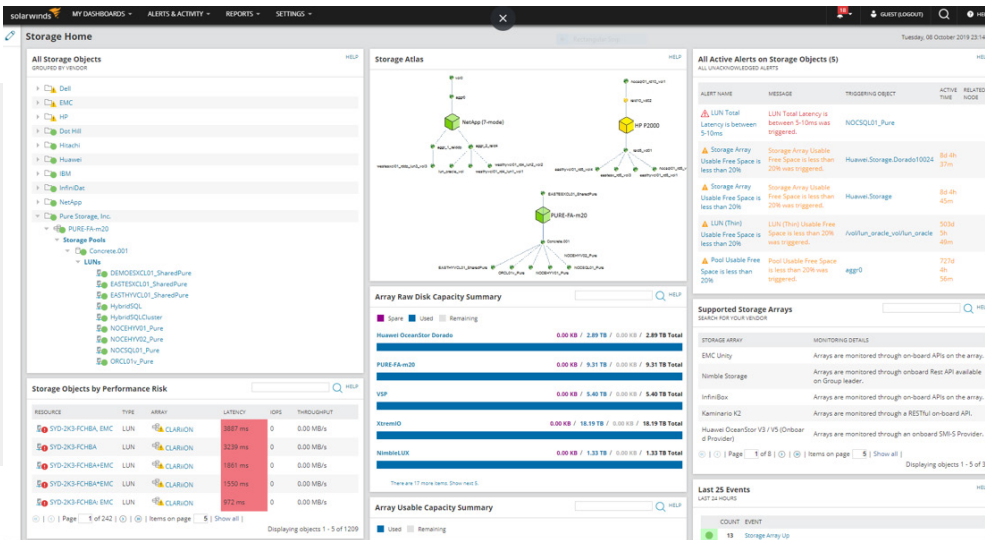 solarwinds MY DASHBOARDS ALERTS & ACTIVITY REPORTS SETTINGS
18 GUEST (LOGOUT)
Storage Home
Tuesday, 08 October 2019 23:14
All Storage Objects HELP
GROUPED BY VENDOR
Dell
EMC
HP
Dot Hill
Hitachi
Huawei
IBM
InfiniDat
NetApp
Pure Storage, Inc.
PURE-FA-m20
Storage Pools
Concrete.001
LUNs
DEMOESXCL01_SharedPure
EASTESXCL01_SharedPure
EASTHYVCL01_SharedPure
HybridSQL
HybridSQLCluster
NOCEHYV01_Pure
NOCEHYV02_Pure
NOCSQL01_Pure
ORCL01v_Pure
Storage Objects by Performance Risk HELP
RESOURCE TYPE ARRAY LATENCY IOPS THROUGHPUT
SYD-2K3-FCHBA, EMC LUN CLARiiON 3887 ms 0 0.00 MB/s
SYD-2K3-FCHBA LUN CLARiiON 3239 ms 0 0.00 MB/s
SYD-2K3-FCHBA+EMC LUN CLARiiON 1861 ms 0 0.00 MB/s
SYD-2K3-FCHBA*EMC LUN CLARiiON 1550 ms 0 0.00 MB/s
SYD-2K3-FCHBA: EMC LUN CLARiiON 972 ms 0 0.00 MB/s
Page 1 of 242 Items on page 5 Show all
Displaying objects 1 - 5 of 1209
Storage Atlas HELP
vol0
aggr0
NetApp (7-mode)
HP P2000
EASTESXCL01_SharedPure
PURE-FA-m20
Concrete.001
NOCEHYV02_Pure
EASTHYVCL01_SharedPure
NOCSQL01_Pure
ORCL01v_Pure
NOCEHYV01_Pure
Array Raw Disk Capacity Summary HELP
Spare Used Remaining
Huawei OceanStor Dorado 0.00 KB / 2.89 TB / 0.00 KB / 2.89 TB Total
PURE-FA-m20 0.00 KB / 9.31 TB / 0.00 KB / 9.31 TB Total
VSP 0.00 KB / 5.40 TB / 0.00 KB / 5.40 TB Total
XtremIO 0.00 KB / 18.19 TB / 0.00 KB / 18.19 TB Total
NimbleLUX 0.00 KB / 1.33 TB / 0.00 KB / 1.33 TB Total
There are 17 more items. Show next 5.
Array Usable Capacity Summary HELP
Used Remaining
All Active Alerts on Storage Objects (5)
ALL UNACKNOWLEDGED ALERTS
ALERT NAME MESSAGE TRIGGERING OBJECT ACTIVE TIME RELATED NODE
LUN Total Latency is between 5-10ms
LUN Total Latency is between 5-10ms was triggered.
NOCSQL01_Pure
Storage Array Usable Free Space is less than 20%
Storage Array Usable Free Space is less than 20% was triggered.
Huawei.Storage.Dorado10024
8d 4h 37m
Storage Array Usable Free Space is less than 20%
Storage Array Usable Free Space is less than 20% was triggered.
Huawei.Storage
8d 4h 45m
LUN (Thin) Usable Free Space is less than 20%
LUN (Thin) Usable Free Space is less than 20% was triggered.
/vol/lun_oracle_vol/lun_oracle
503d 5h 49m
Pool Usable Free Space is less than 20%
Pool Usable Free Space is less than 20% was triggered.
aggr0
727d 4h 56m
Supported Storage Arrays
SEARCH FOR YOUR VENDOR
STORAGE ARRAY MONITORING DETAILS
EMC Unity Arrays are monitored through on-board APIs on the array.
Nimble Storage Arrays are monitored through onboard Rest API available on Group leader.
InfiniBox Arrays are monitored through on-board APIs on the array.
Kaminario K2 Arrays are monitored through a RESTful on-board API.
Huawei OceanStor V3 / V5 (Onboard Provider) Arrays are monitored through an onboard SMI-S Provider.
Page 1 of 8 Items on page 5 Show all
Displaying objects 1 - 5 of 3
Last 25 Events
LAST 24 HOURS
COUNT EVENT
13 Storage Array Up